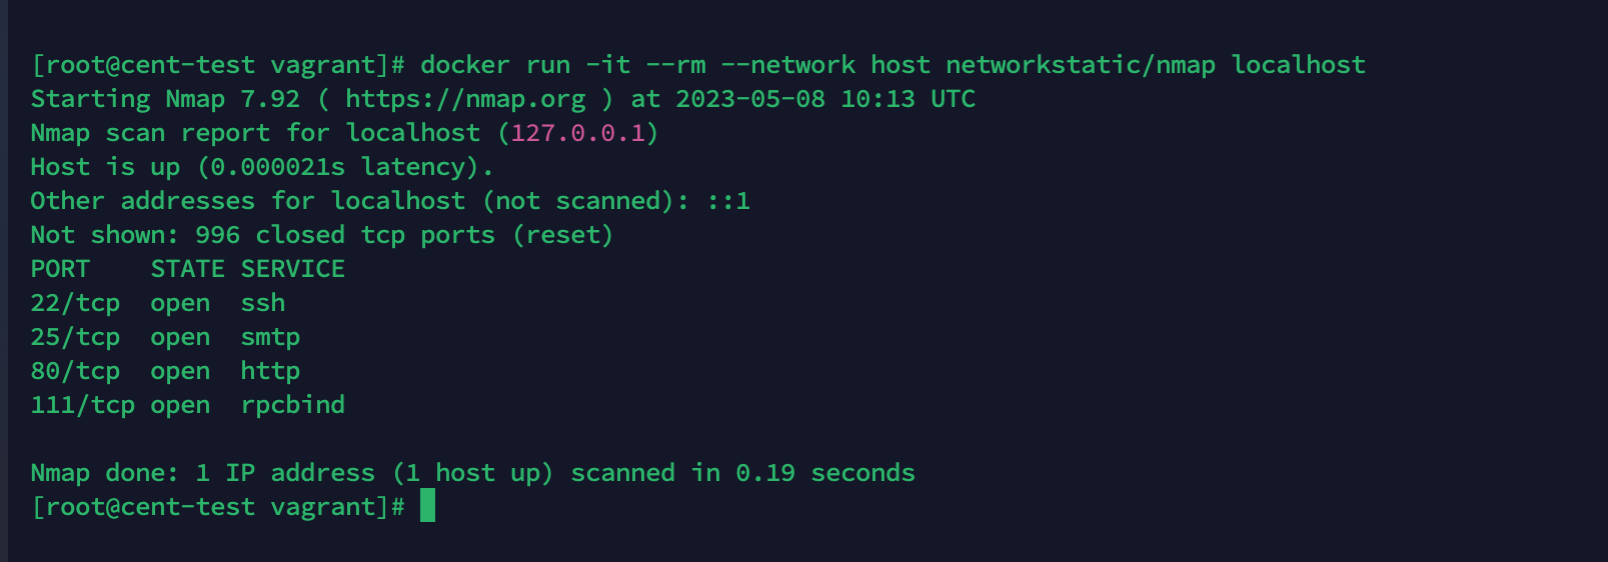 [root@cent-test vagrant]# docker run -it --rm --network host networkstatic/nmap localhost
Starting Nmap 7.92 ( https://nmap.org ) at 2023-05-08 10:13 UTC
Nmap scan report for localhost (127.0.0.1)
Host is up (0.000021s latency).
Other addresses for localhost (not scanned): ::1
Not shown: 996 closed tcp ports (reset)
PORT    STATE SERVICE
22/tcp  open  ssh
25/tcp  open  smtp
80/tcp  open  http
111/tcp open  rpcbind

Nmap done: 1 IP address (1 host up) scanned in 0.19 seconds
[root@cent-test vagrant]#